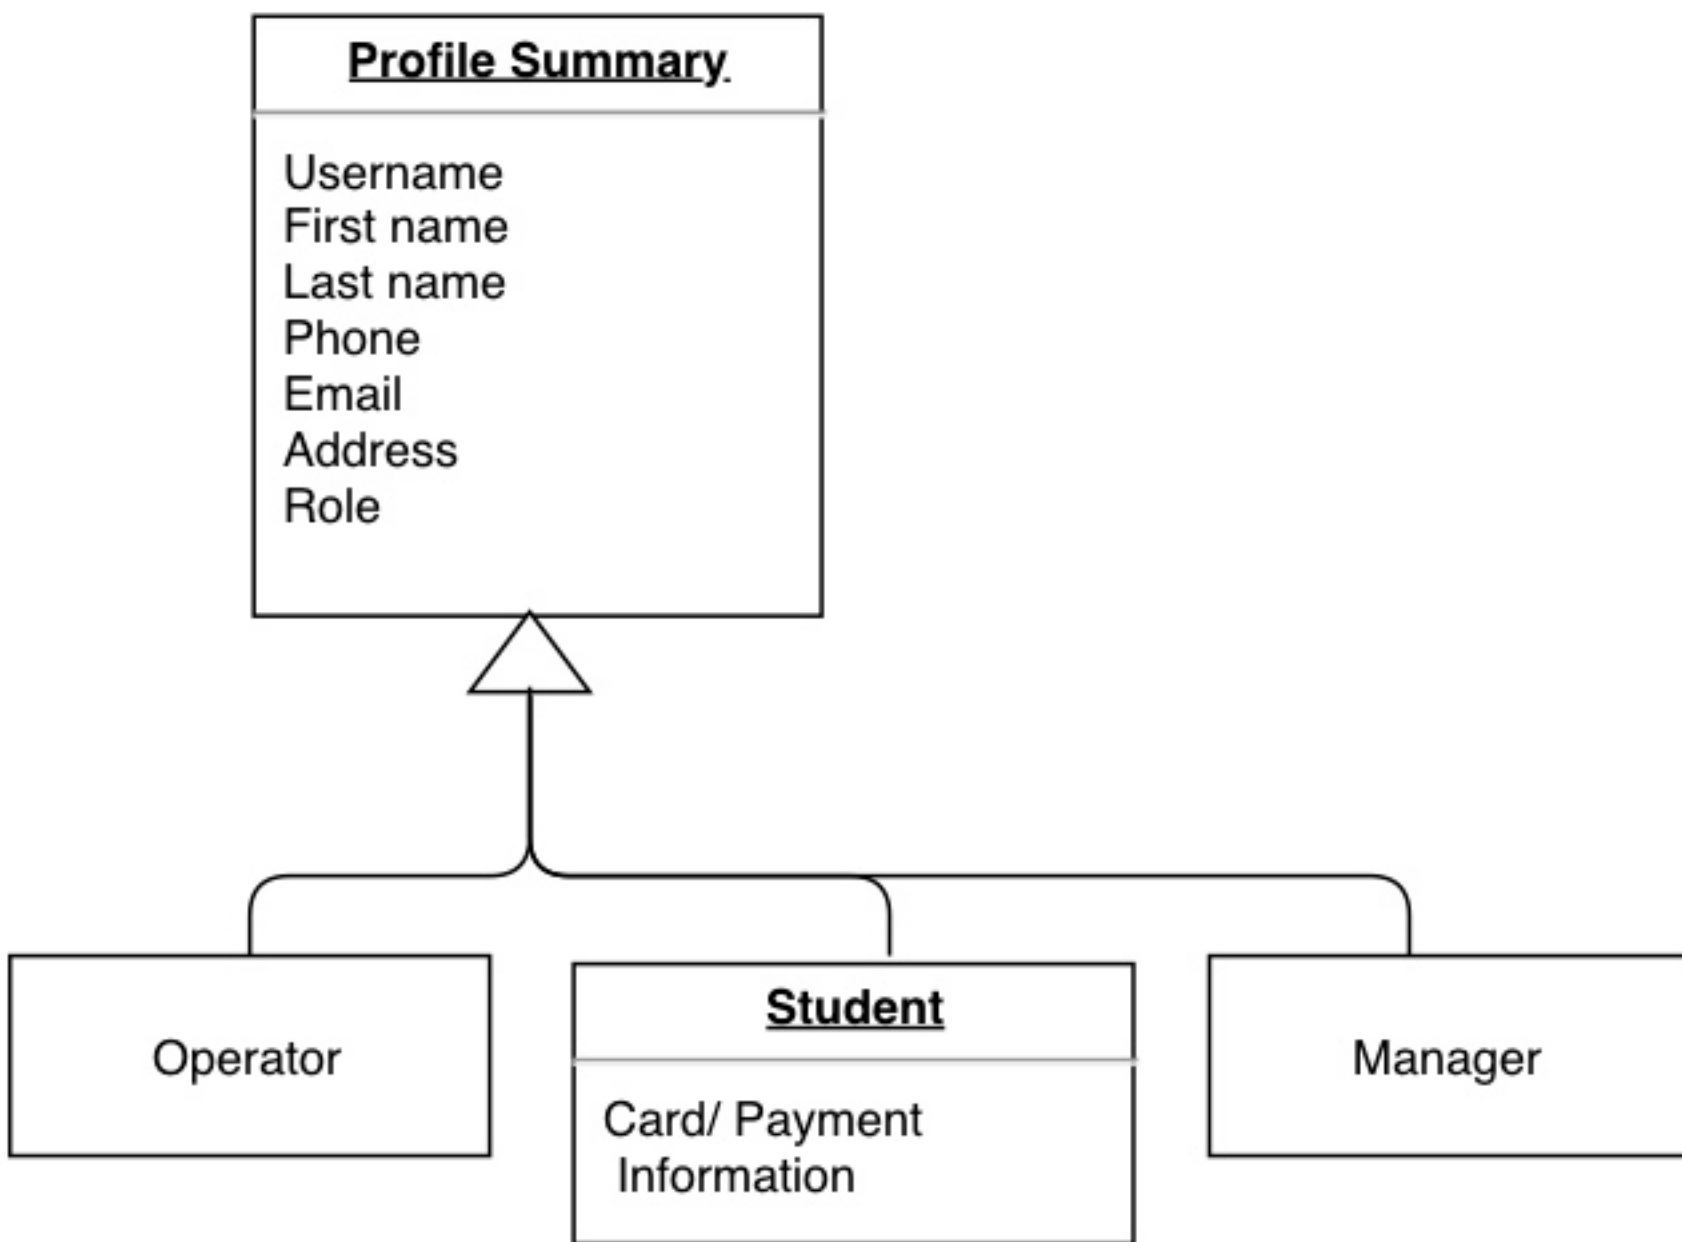 Profile Summary
Username
First name
Last name
Phone
Email
Address
Role
Operator
Student
Card/ Payment
Information
Manager